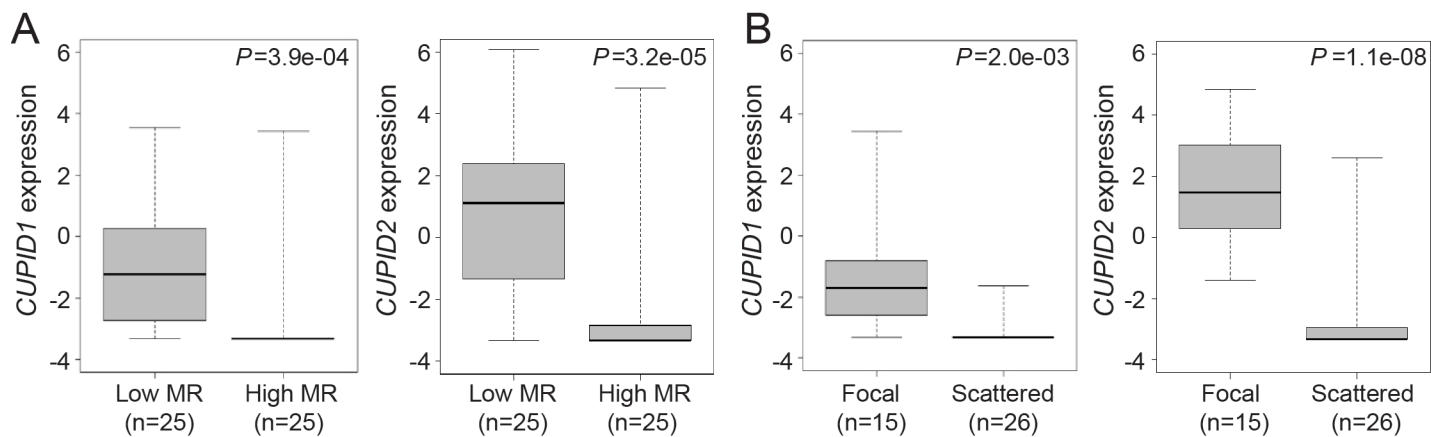 A
CUPID1 expression
6
4
2
0
-2
-4
P=3.9e-04
Low MR
(n=25)
High MR
(n=25)
CUPID2 expression
6
4
2
0
-2
-4
P=3.2e-05
Low MR
(n=25)
High MR
(n=25)
B
CUPID1 expression
6
4
2
0
-2
-4
P=2.0e-03
Focal
(n=15)
Scattered
(n=26)
CUPID2 expression
6
4
2
0
-2
-4
P=1.1e-08
Focal
(n=15)
Scattered
(n=26)